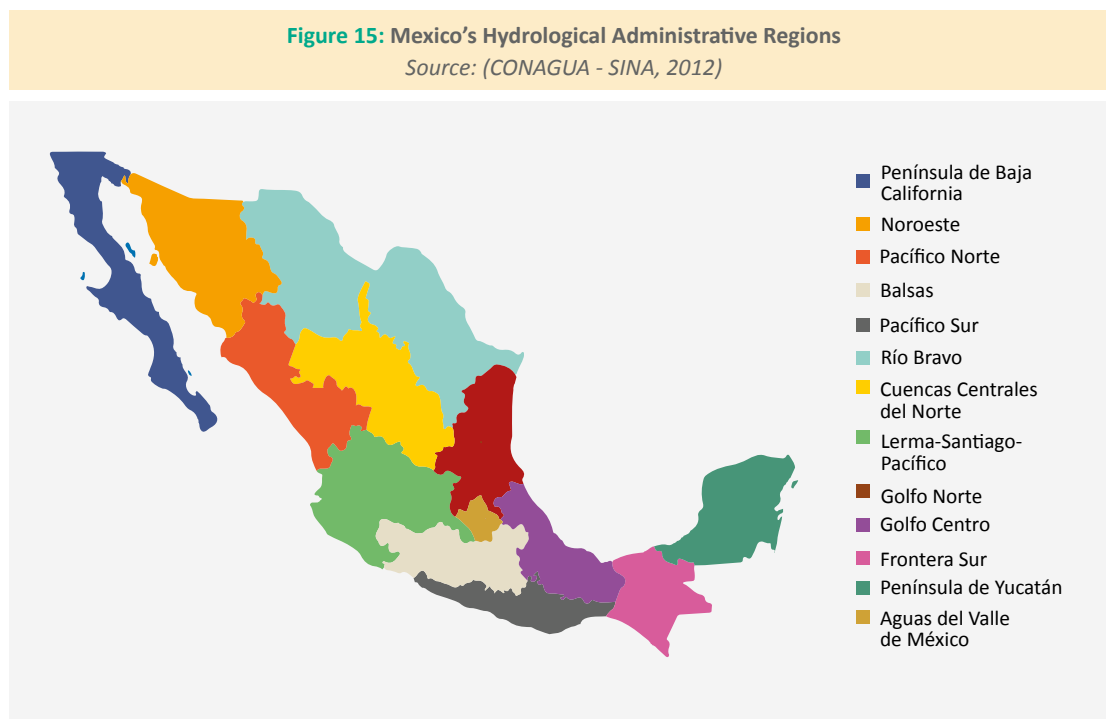 Figure 15: Mexico's Hydrological Administrative Regions
Source: (CONAGUA - SINA, 2012)
Península de Baja
California
Noroeste
Pacífico Norte
Balsas
Pacífico Sur
Río Bravo
Cuencas Centrales
del Norte
Lerma-Santiago-
Pacífico
Golfo Norte
Golfo Centro
Frontera Sur
Península de Yucatán
Aguas del Valle
de México